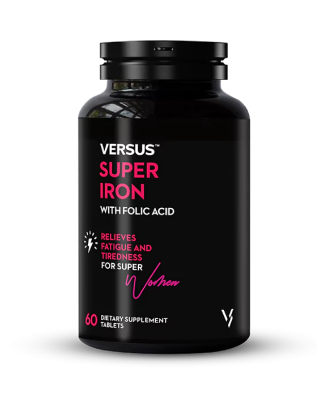 VERSUS™
SUPER
IRON
WITH FOLIC ACID
RELIEVES
FATIGUE AND
TIREDNESS
FOR SUPER
Women
60 DIETARY SUPPLEMENT
TABLETS